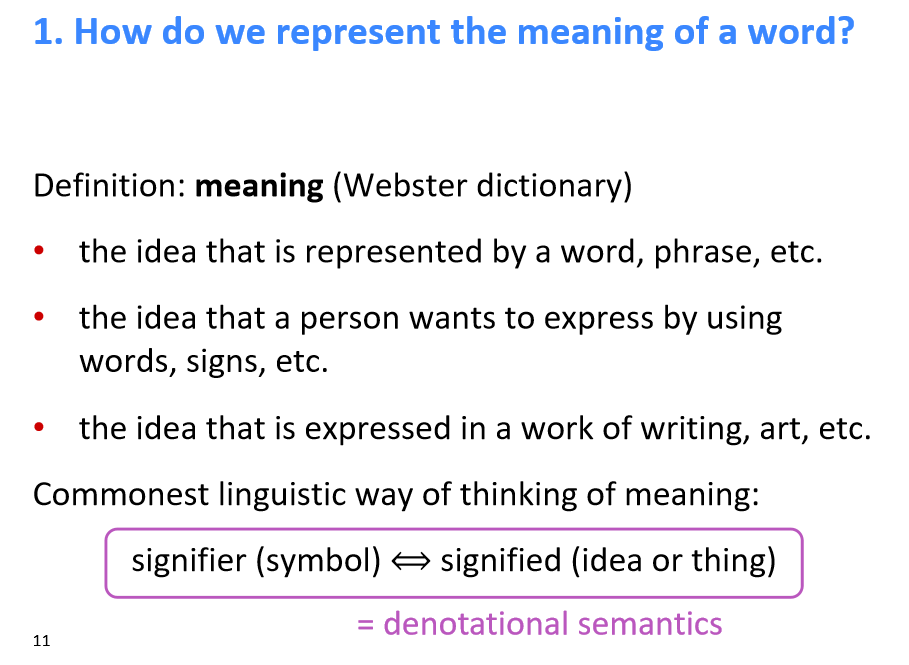 1. How do we represent the meaning of a word?
Definition: meaning (Webster dictionary)
• the idea that is represented by a word, phrase, etc.
• the idea that a person wants to express by using
words, signs, etc.
• the idea that is expressed in a work of writing, art, etc.
Commonest linguistic way of thinking of meaning:
signifier (symbol) ⟺ signified (idea or thing)
= denotational semantics
11